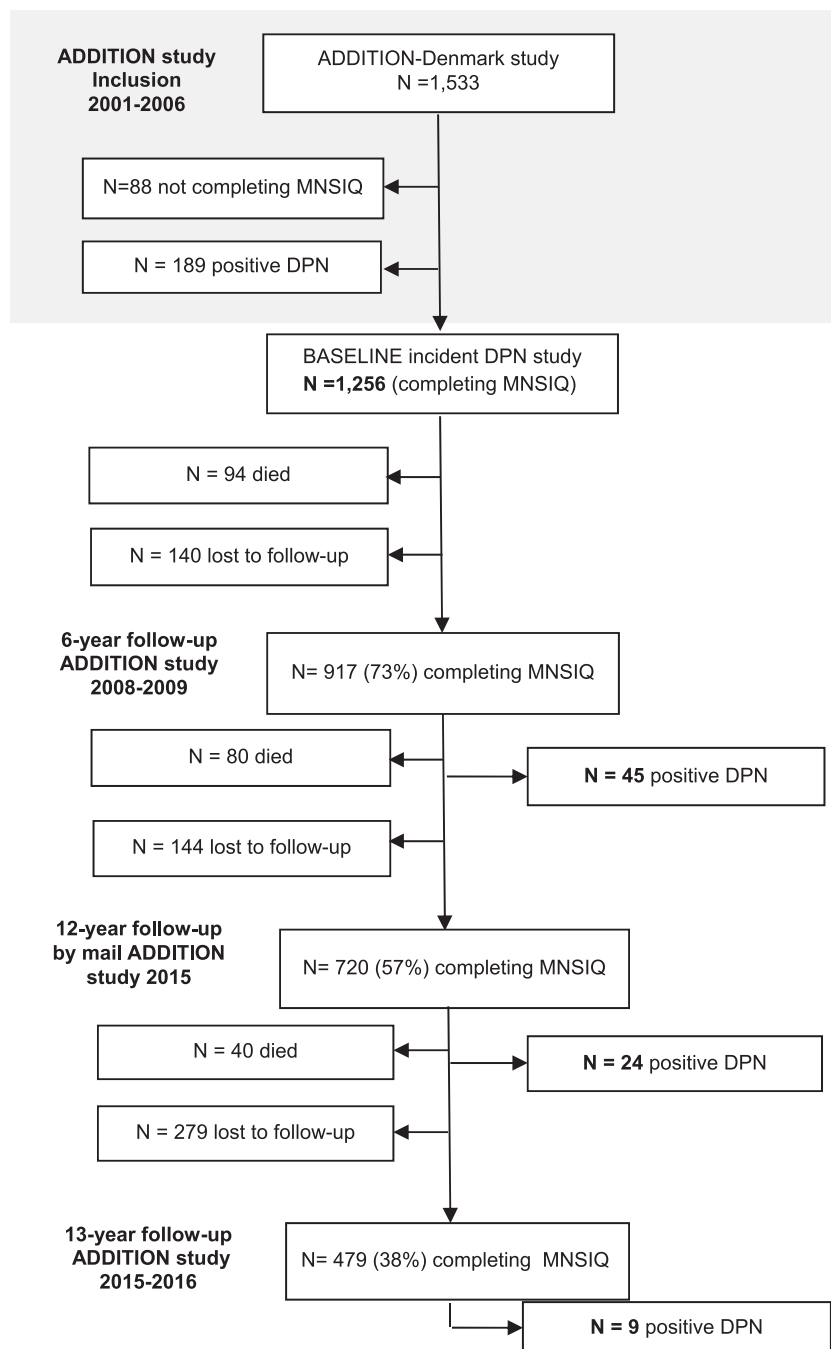 ADDITION study
Inclusion
2001-2006
ADDITION-Denmark study
N =1,533
N=88 not completing MNSIQ
N = 189 positive DPN
BASELINE incident DPN study
N =1,256 (completing MNSIQ)
N = 94 died
N = 140 lost to follow-up
6-year follow-up
ADDITION study
2008-2009
N= 917 (73%) completing MNSIQ
N = 80 died
N = 45 positive DPN
N = 144 lost to follow-up
12-year follow-up
by mail ADDITION
study 2015
N= 720 (57%) completing MNSIQ
N = 40 died
N = 24 positive DPN
N = 279 lost to follow-up
13-year follow-up
ADDITION study
2015-2016
N= 479 (38%) completing MNSIQ
N = 9 positive DPN